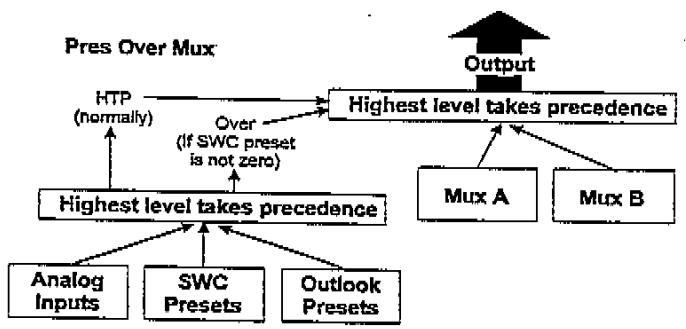 Pres Over Mux
Output
HTP
(normally)
Highest level takes precedence
Over
(If SWC preset
is not zero)
Mux A
Mux B
Highest level takes precedence
Analog
Inputs
SWC
Presets
Outlook
Presets